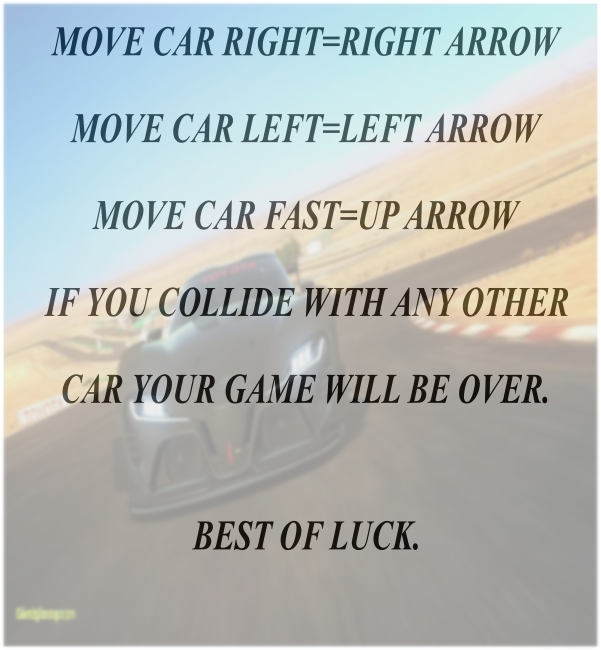 MOVE CAR RIGHT=RIGHT ARROW
MOVE CAR LEFT=LEFT ARROW
MOVE CAR FAST=UP ARROW
IF YOU COLLIDE WITH ANY OTHER
CAR YOUR GAME WILL BE OVER.
BEST OF LUCK.